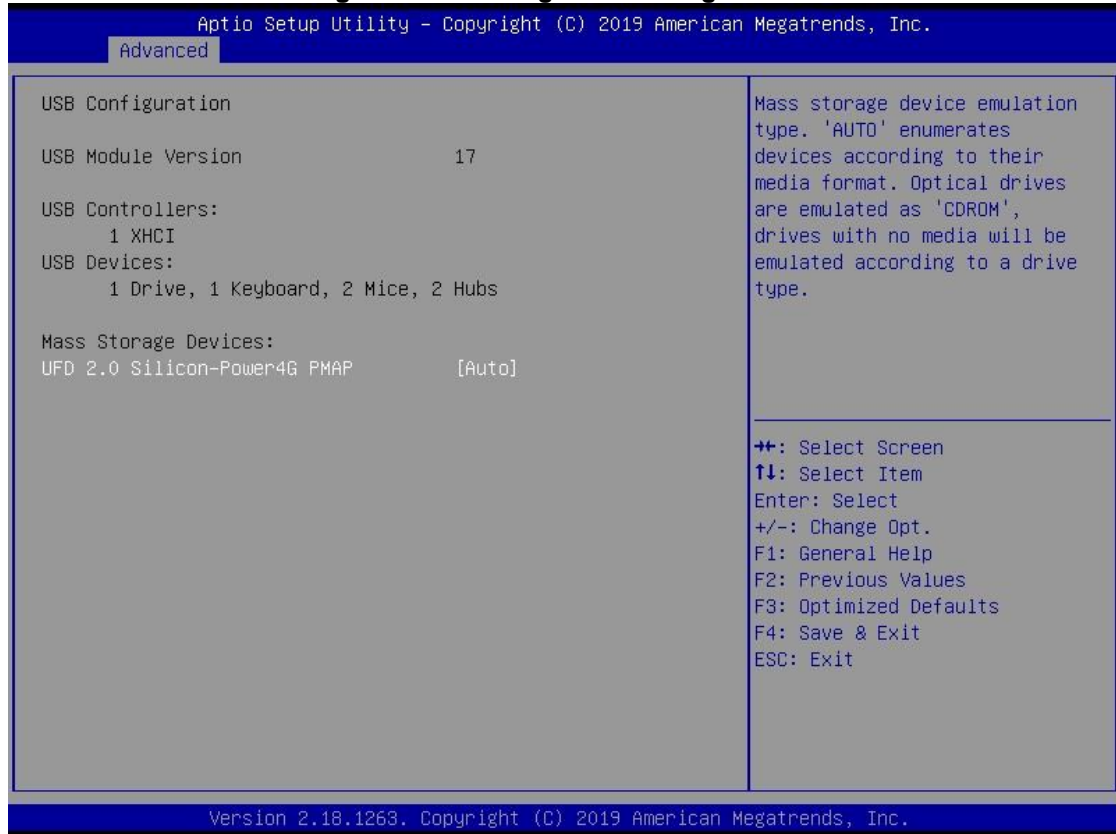 Aptio Setup Utility – Copyright (C) 2019 American Megatrends, Inc.
Advanced
USB Configuration
USB Module Version 17
USB Controllers:
1 XHCI
USB Devices:
1 Drive, 1 Keyboard, 2 Mice, 2 Hubs
Mass Storage Devices:
UFD 2.0 Silicon-Power4G PMAP [Auto]
Mass storage device emulation
type. 'AUTO' enumerates
devices according to their
media format. Optical drives
are emulated as 'CDROM',
drives with no media will be
emulated according to a drive
type.
→←: Select Screen
↑↓: Select Item
Enter: Select
+/-: Change Opt.
F1: General Help
F2: Previous Values
F3: Optimized Defaults
F4: Save & Exit
ESC: Exit
Version 2.18.1263. Copyright (C) 2019 American Megatrends, Inc.